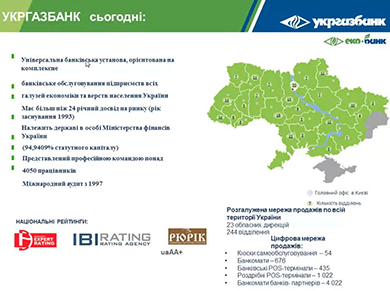 УКРГАЗБАНК сьогодні:
укргазбанк
еко банк
Універсальна банківська установа, орієнтована на
комплексне
банківське обслуговування підприємств всіх
галузей економіки та верств населення України
Має більш ніж 24 річний досвід на ринку (рік
заснування 1993)
Належить державі в особі Міністерства фінансів
України
(94,9409% статутного капіталу)
Представлений професійною командою понад
4050 працівників
Міжнародний аудит з 1997
Головний офіс в Києві
Кількість відділень
НАЦІОНАЛЬНІ РЕЙТИНГИ:
EXPERT
RATING
IBI RATING
RATING AGENCY
РЮРІК
uaAA+
Розгалужена мережа продажів по всій
території України
23 обласних дирекцій
244 відділення
Цифрова мережа
продажів:
Кіоски самообслуговування – 54
Банкомати – 676
Банківські POS-термінали – 435
Роздрібні POS-термінали – 1 022
Банкомати банків- партнерів – 4 022